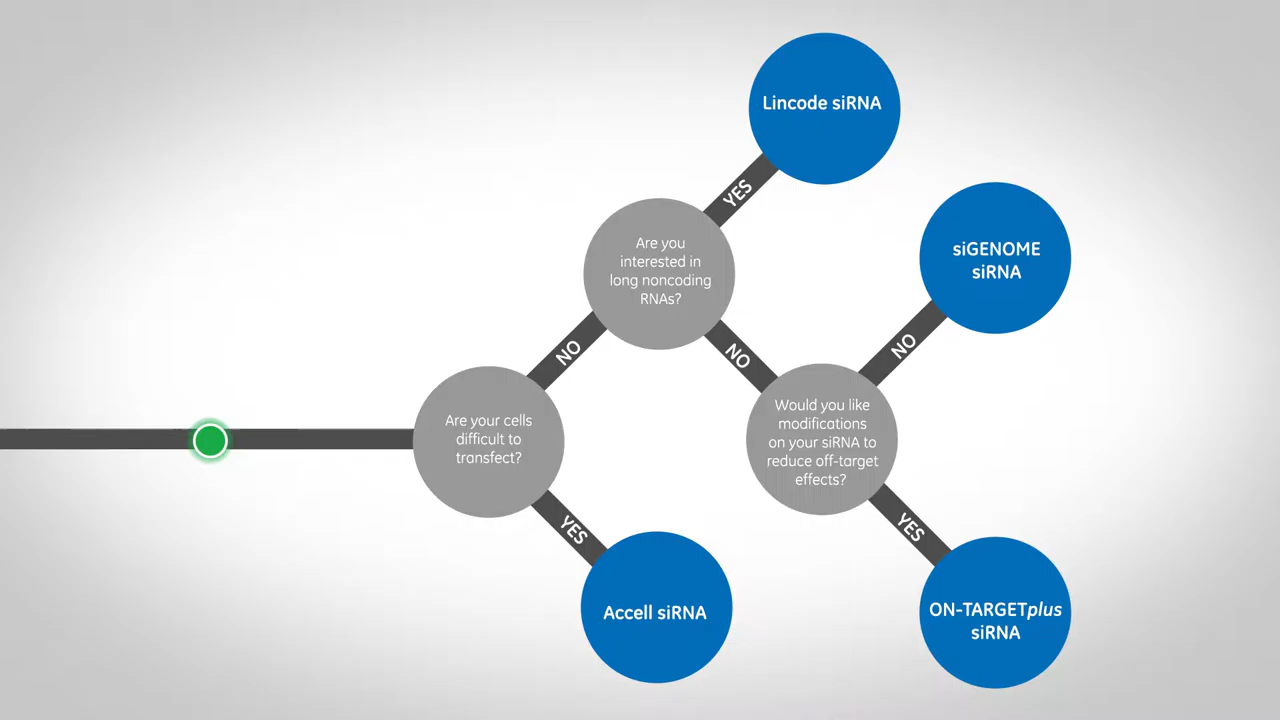 Lincode siRNA
YES
Are you
interested in
long noncoding
RNAs?
siGENOME
siRNA
NO
NO
NO
Are your cells
difficult to
transfect?
Would you like
modifications
on your siRNA to
reduce off-target
effects?
YES
YES
Accell siRNA
ON-TARGETplus
siRNA